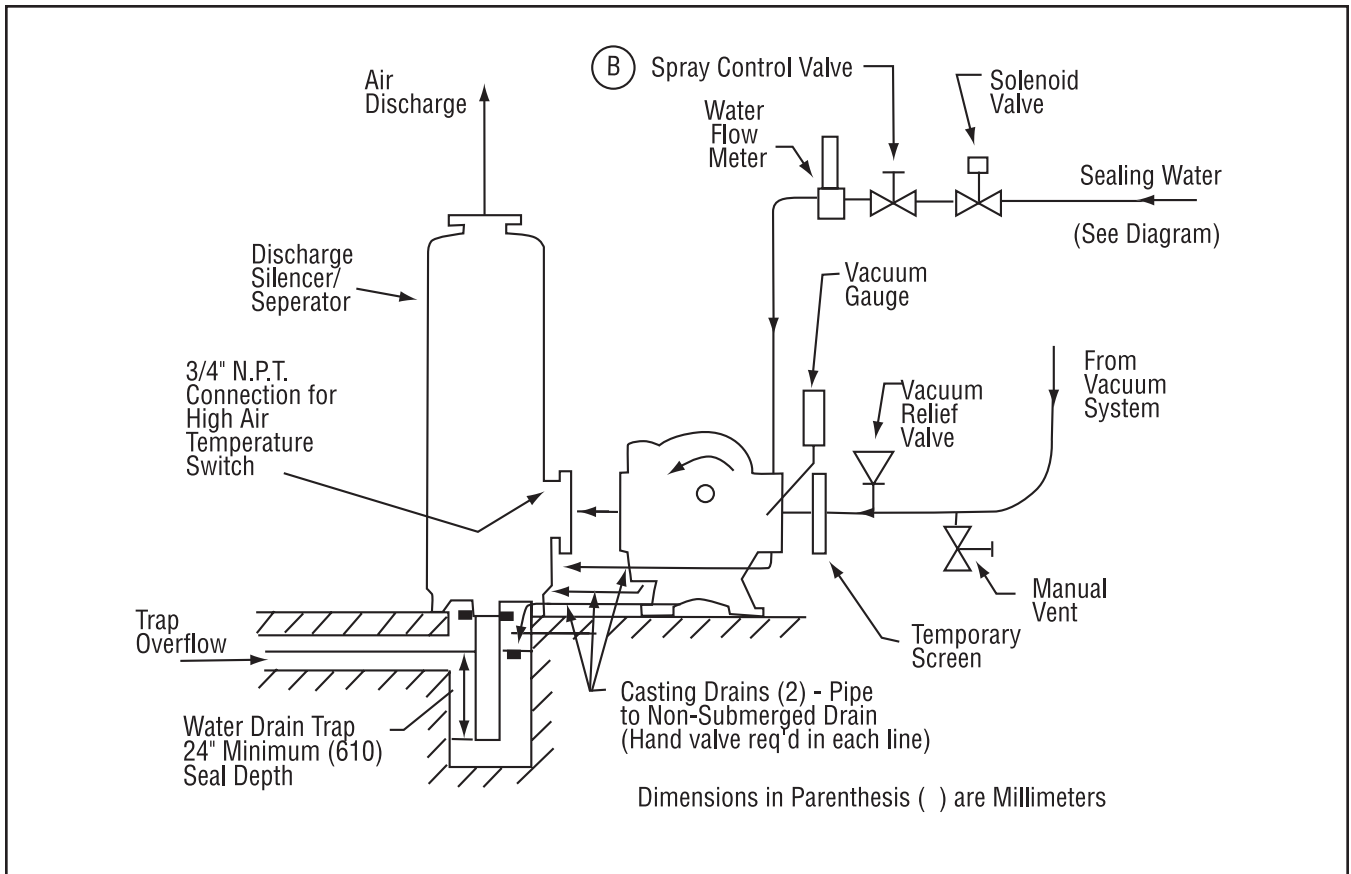 Air
Discharge
B
Spray Control Valve
Solenoid
Valve
Water
Flow
Meter
Sealing Water
(See Diagram)
Discharge
Silencer/
Seperator
Vacuum
Gauge
3/4" N.P.T.
Connection for
High Air
Temperature
Switch
Vacuum
Relief
Valve
From
Vacuum
System
Manual
Vent
Temporary
Screen
Trap
Overflow
Water Drain Trap
24" Minimum (610)
Seal Depth
Casting Drains (2) - Pipe
to Non-Submerged Drain
(Hand valve req'd in each line)
Dimensions in Parenthesis ( ) are Millimeters